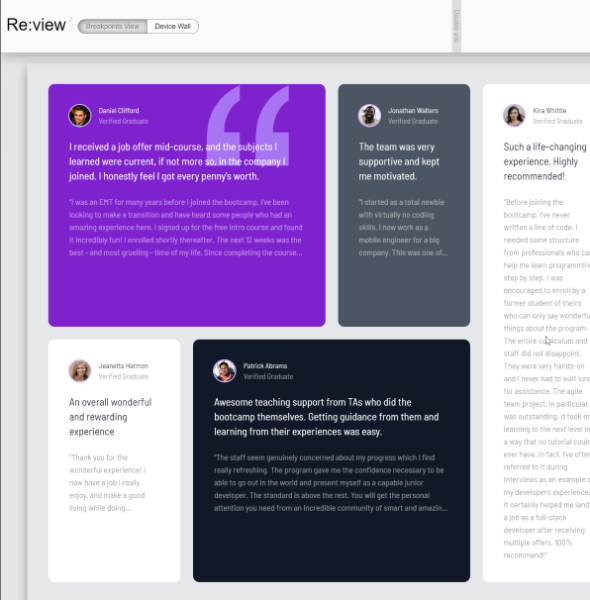 Re:view
Breakpoints View
Device Wall
Disable ads
Daniel Clifford
Verified Graduate
I received a job offer mid-course, and the subjects I
learned were current, if not more so, in the company I
joined. I honestly feel I got every penny's worth.
"I was an EMT for many years before I joined the bootcamp. I've been
looking to make a transition and have heard some people who had an
amazing experience here. I signed up for the free intro course and found
it incredibly fun! I enrolled shortly thereafter. The next 12 weeks was the
best - and most grueling - time of my life. Since completing the course...
Jonathan Walters
Verified Graduate
The team was very
supportive and kept
me motivated.
"I started as a total newbie
with virtually no coding
skills. I now work as a
mobile engineer for a big
company. This was one of...
Kira Whittle
Verified Graduate
Such a life-changing
experience. Highly
recommended!
"Before joining the
bootcamp, I've never
written a line of code. I
needed some structure
from professionals who can
help me learn programming
step by step. I was
encouraged to enroll by a
former student of theirs
who can only say wonderful
things about the program.
The entire curriculum and
staff did not disappoint.
They were very hands-on
and I never had to wait long
for assistance. The agile
team project, in particular,
was outstanding. It took m
learning to the next level in
a way that no tutorial could
ever have. In fact, I've often
referred to it during
interviews as an example o
my developent experience.
It certainly helped me land
a job as a full-stack
developer after receiving
multiple offers. 100%
recommend!"
Jeanette Harmon
Verified Graduate
An overall wonderful
and rewarding
experience
"Thank you for the
wonderful experience! I
now have a job I really
enjoy, and make a good
living while doing...
Patrick Abrams
Verified Graduate
Awesome teaching support from TAs who did the
bootcamp themselves. Getting guidance from them and
learning from their experiences was easy.
"The staff seem genuinely concerned about my progress which I find
really refreshing. The program gave me the confidence necessary to be
able to go out in the world and present myself as a capable junior
developer. The standard is above the rest. You will get the personal
attention you need from an incredible community of smart and amazin...